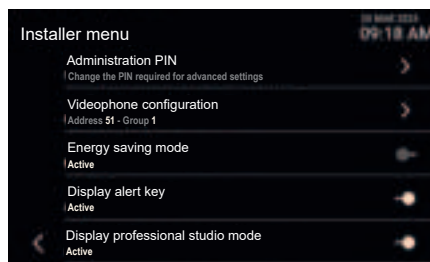 Installer menu
09:18 AM
Administration PIN
Change the PIN required for advanced settings
Videophone configuration
Address 51 - Group 1
Energy saving mode
Active
Display alert key
Active
Display professional studio mode
Active